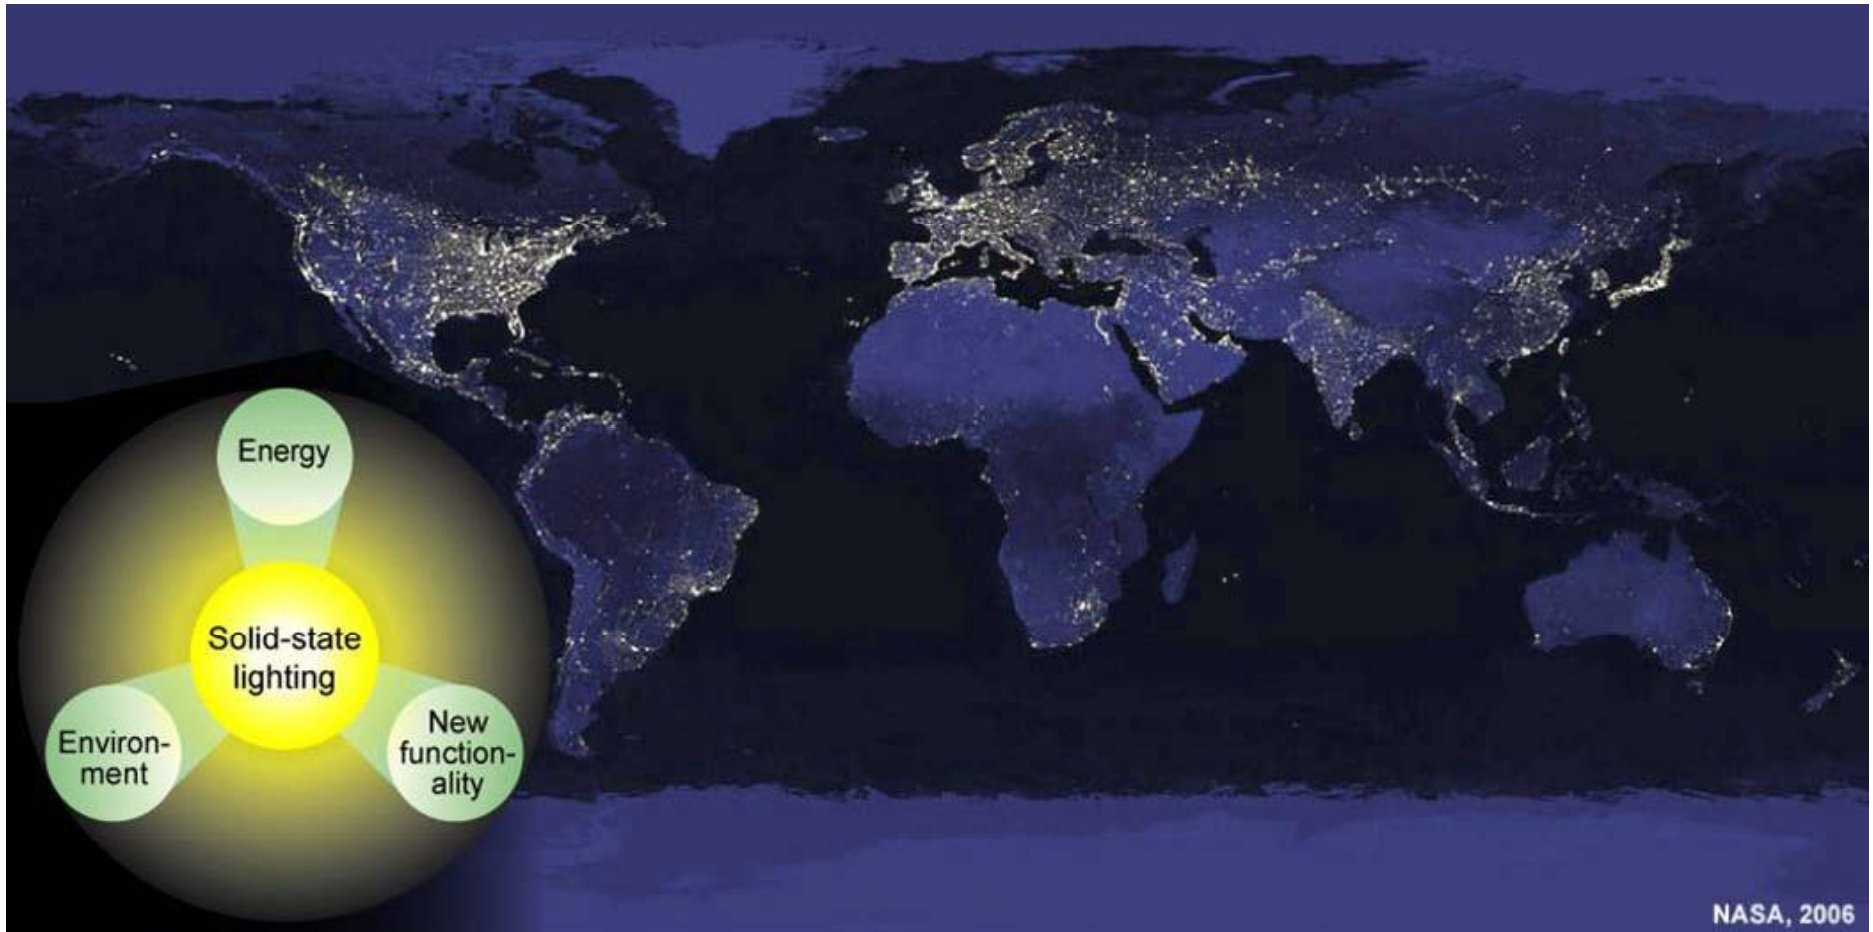 Energy
Solid-state
lighting
Environ-
ment
New
function-
ality
NASA, 2006